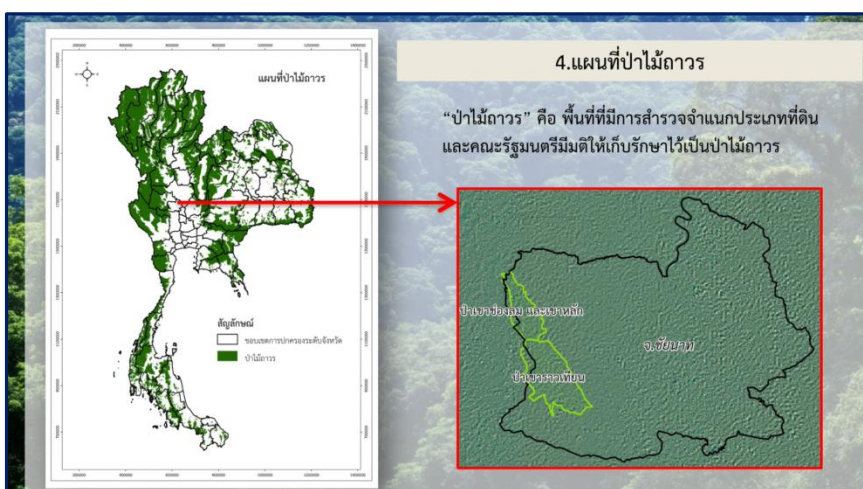 4.แผนที่ป่าไม้ถาวร
แผนที่ป่าไม้ถาวร
“ป่าไม้ถาวร” คือ พื้นที่ที่มีการสำรวจจำแนกประเภทที่ดิน
และคณะรัฐมนตรีมีมติให้เก็บรักษาไว้เป็นป่าไม้ถาวร
สัญลักษณ์
ขอบเขตการปกครองระดับจังหวัด
ป่าไม้ถาวร
ป่าเขาช่องลม และเขาหลัก
จ.ชัยนาท
ป่าเขาราวเทียน